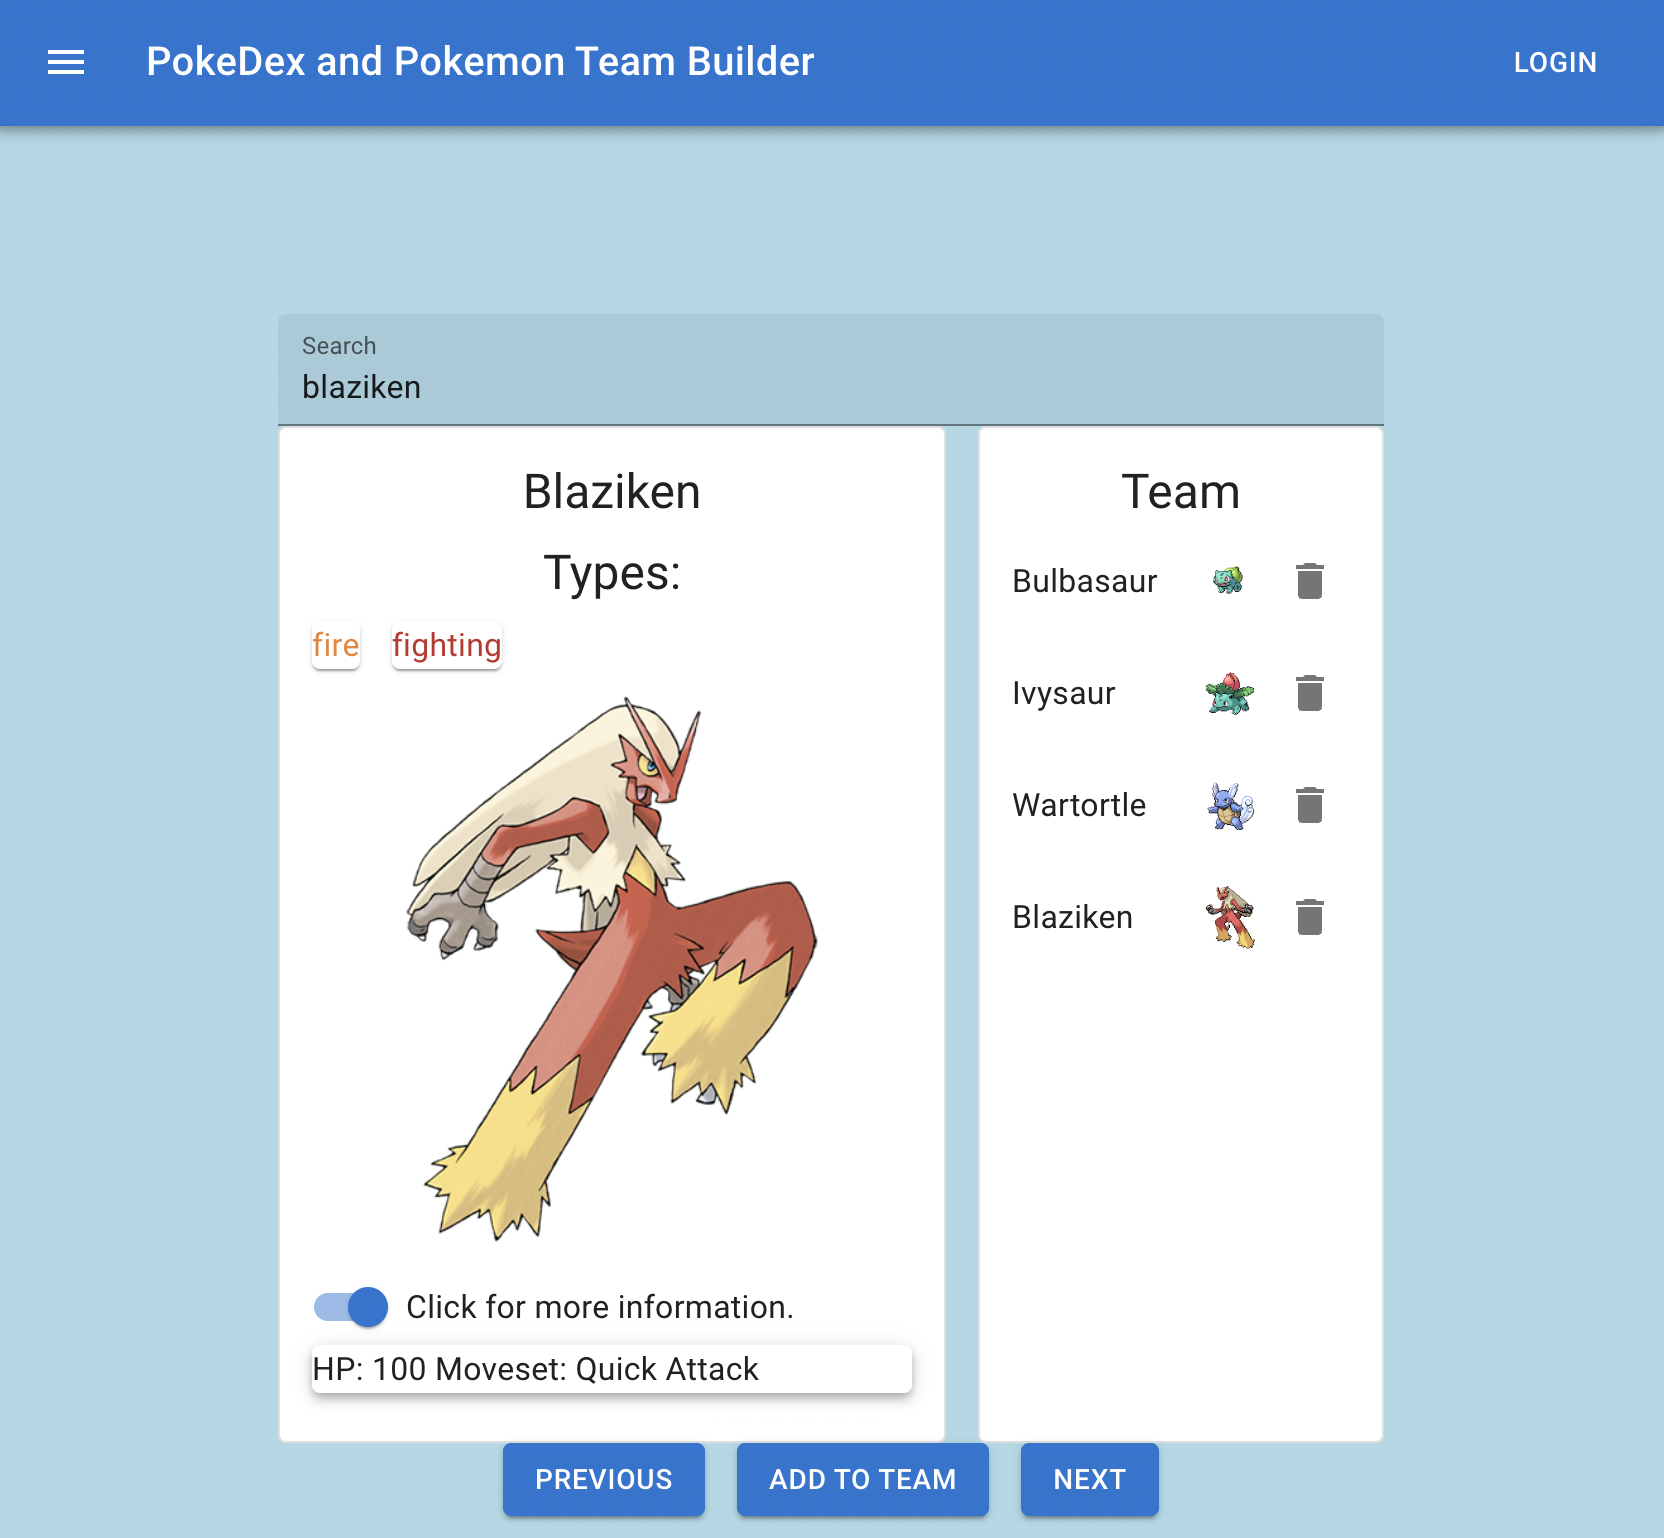 PokeDex and Pokemon Team Builder
LOGIN
Search
blaziken
Blaziken
Types:
fire fighting
Click for more information.
HP: 100 Moveset: Quick Attack
Team
Bulbasaur
Ivysaur
Wartortle
Blaziken
PREVIOUS
ADD TO TEAM
NEXT